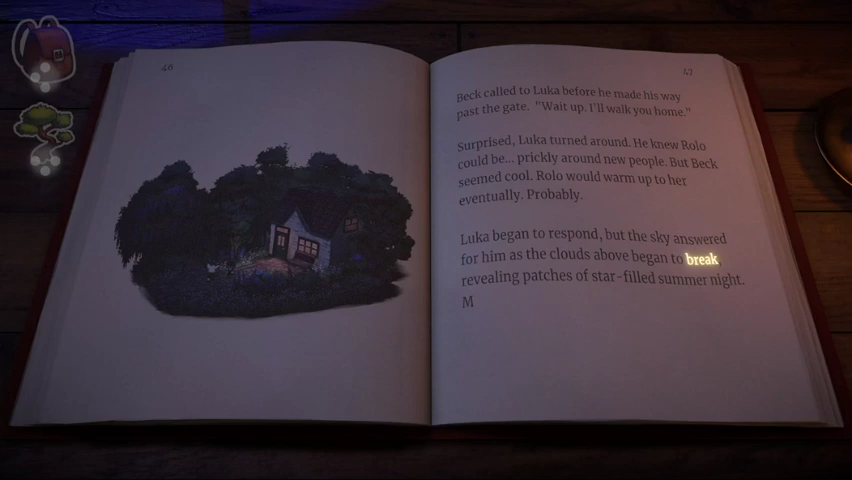 46
47
Beck called to Luka before he made his way
past the gate. "Wait up. I'll walk you home."
Surprised, Luka turned around. He knew Rolo
could be... prickly around new people. But Beck
seemed cool. Rolo would warm up to her
eventually. Probably.
Luka began to respond, but the sky answered
for him as the clouds above began to break,
revealing patches of star-filled summer night.
M